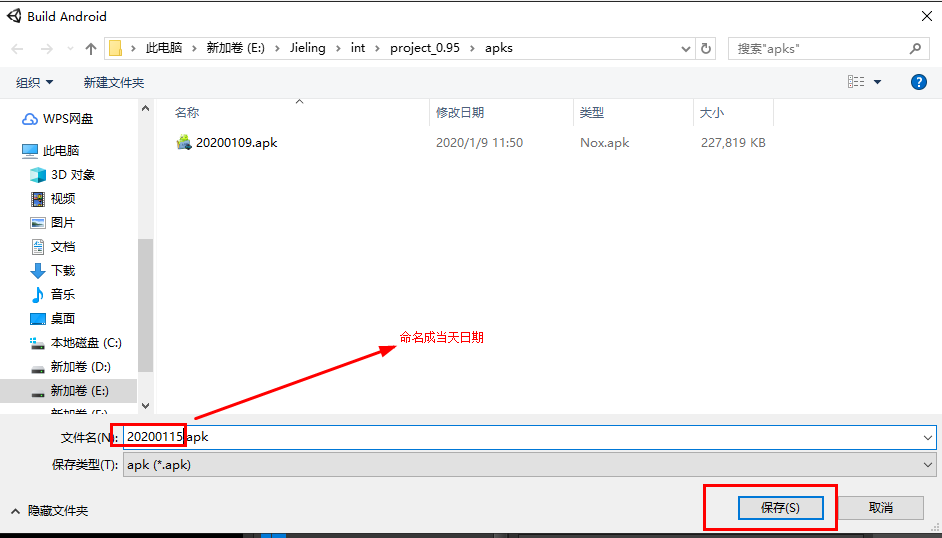 Build Android
此电脑 › 新加卷 (E:) › Jieling › int › project_0.95 › apks
搜索"apks"
组织 新建文件夹
名称 修改日期 类型 大小
20200109.apk 2020/1/9 11:50 Nox.apk 227,819 KB
WPS网盘
此电脑
3D 对象
视频
图片
文档
下载
音乐
桌面
本地磁盘 (C:)
新加卷 (D:)
新加卷 (E:)
命名成当天日期
文件名(N): 20200115.apk
保存类型(T): apk (*.apk)
隐藏文件夹
保存(S) 取消